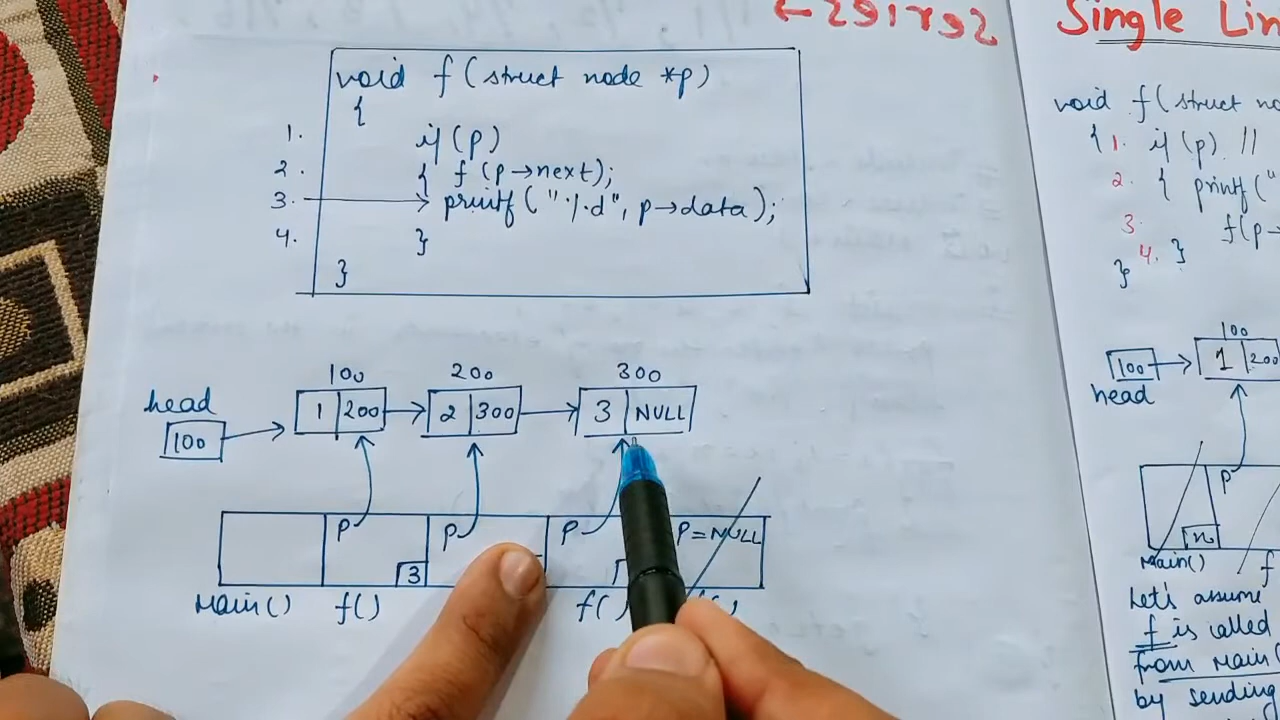 Single Lin
void f(struct node *p)
{
1. if(p)
2. { f(p→next);
3. → printf("%d", p→data);
4. }
}
head
100
100
1 200
200
2 300
300
3 NULL
p
3
p
p
p=NULL
Main() f() f()
void f(struct no
{ 1. if(p) //
2. { printf("
3. f(p→
4. }
}
100
100
1 200
head
p
n
Main() f
Let's assume
f is called
from Main(
by sending